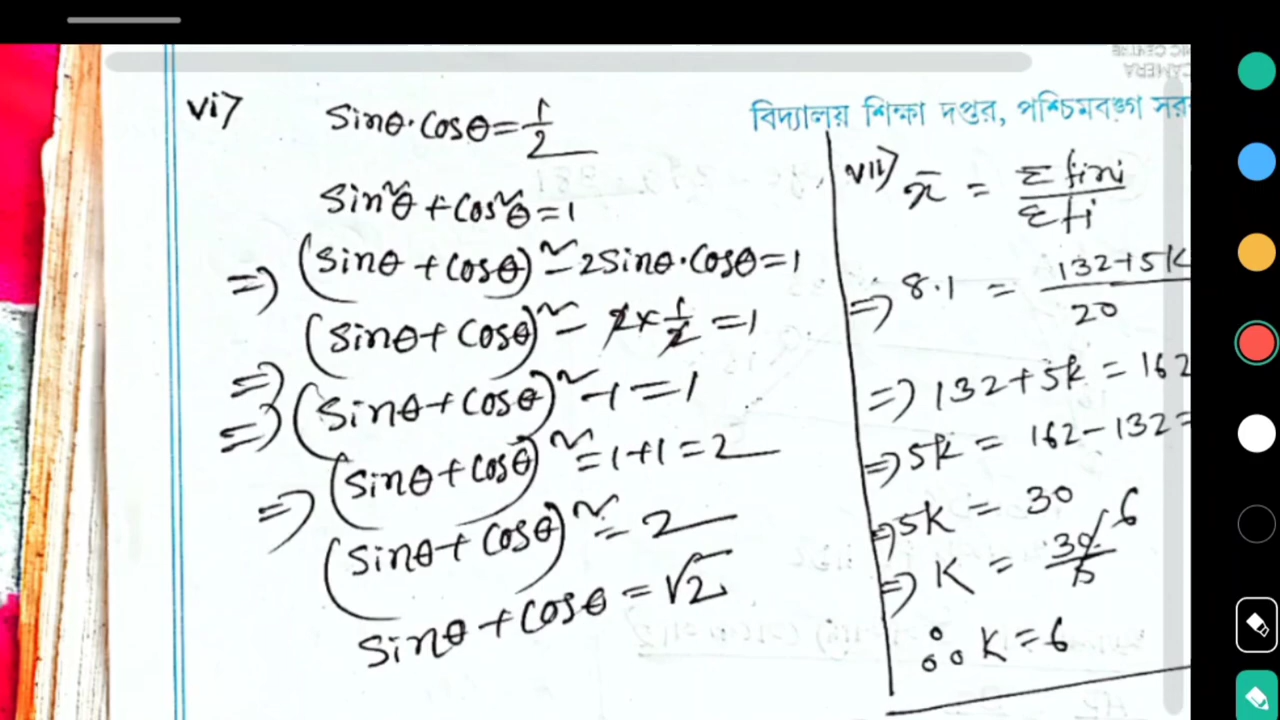 বিদ্যালয় শিক্ষা দপ্তর, পশ্চিমবঙ্গ সর
vi>
Sinθ·Cosθ=1/2
Sin²θ+Cos²θ=1
=> (Sinθ+Cosθ)²-2Sinθ·Cosθ=1
(Sinθ+Cosθ)²-2×1/2=1
=>
=> (Sinθ+Cosθ)²-1=1
(Sinθ+Cosθ)²=1+1=2
=>
(Sinθ+Cosθ)²=2
Sinθ+Cosθ=√2
vii> x̄ = Σfixi/Σfi
=> 8.1 = 132+5K/20
=> 132+5K=162
=> 5K = 162-132=
=> 5K = 30
=> K = 30/5 6
∴ K=6